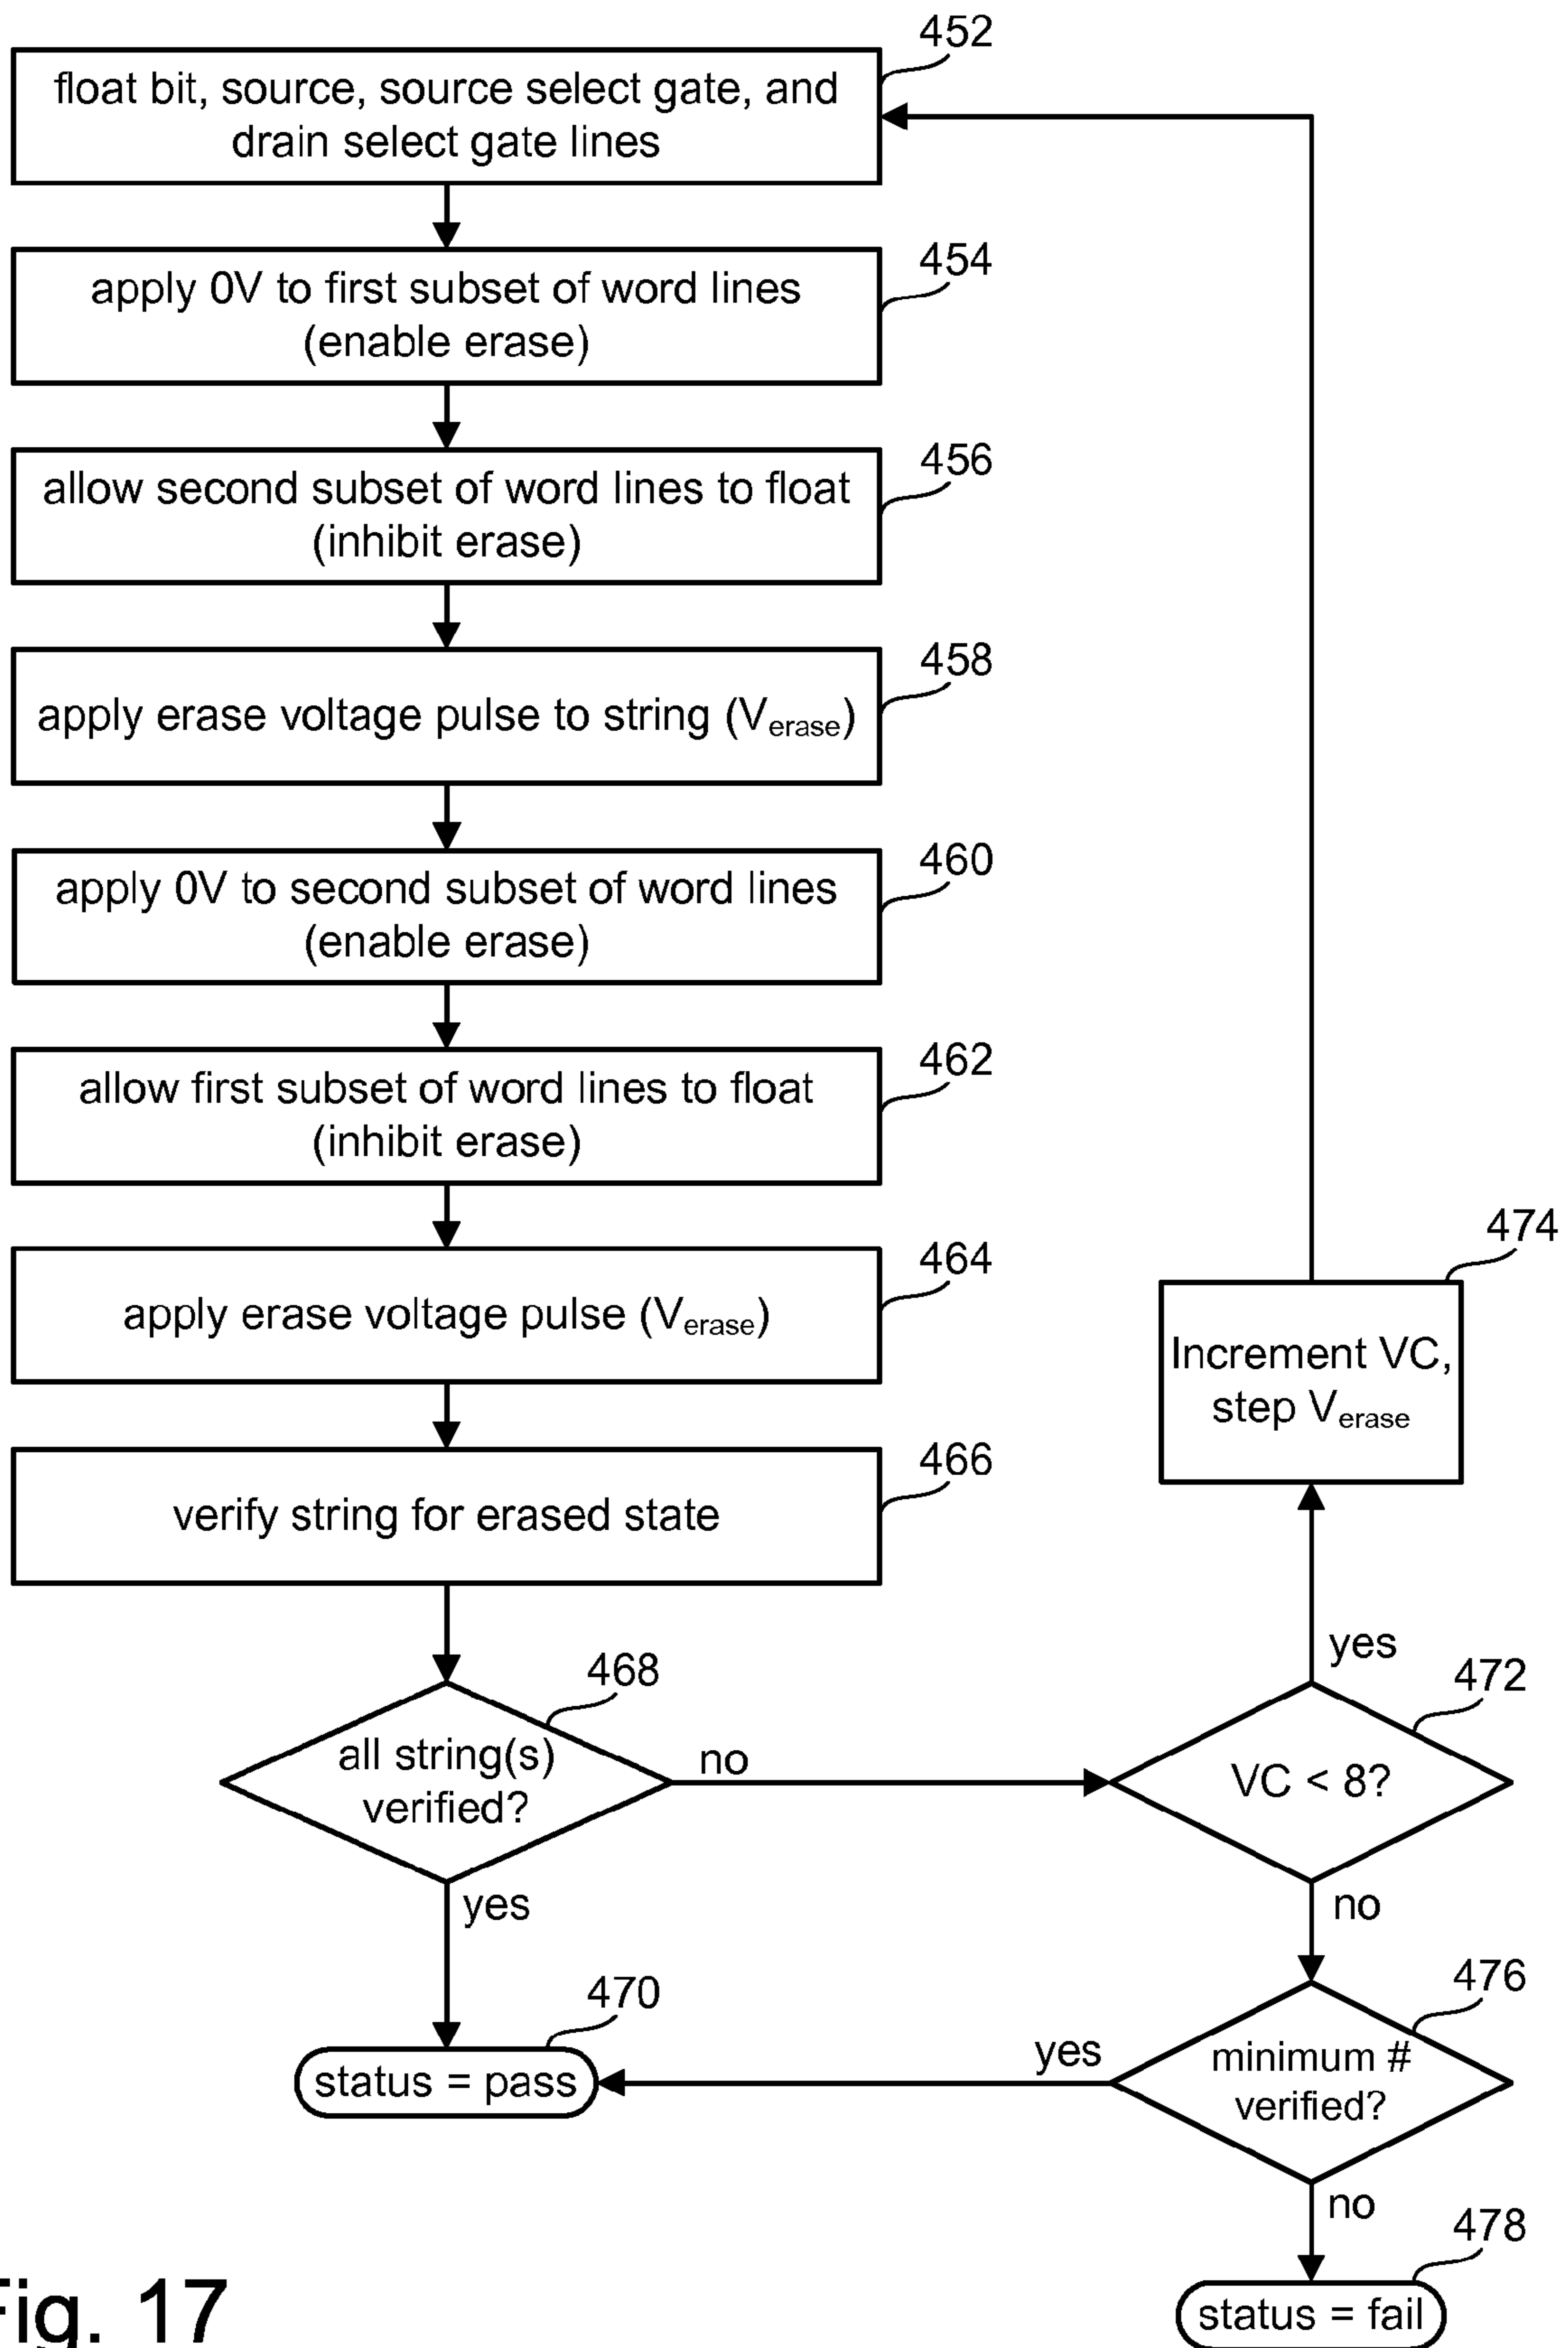 452
float bit, source, source select gate, and
drain select gate lines
454
apply 0V to first subset of word lines
(enable erase)
456
allow second subset of word lines to float
(inhibit erase)
458
apply erase voltage pulse to string (Verase)
460
apply 0V to second subset of word lines
(enable erase)
462
allow first subset of word lines to float
(inhibit erase)
464
apply erase voltage pulse (Verase)
474
Increment VC,
step Verase
466
verify string for erased state
468
all string(s)
verified?
no
yes
472
VC < 8?
yes
no
470
status = pass
476
minimum #
verified?
yes
no
478
status = fail
Fig. 17